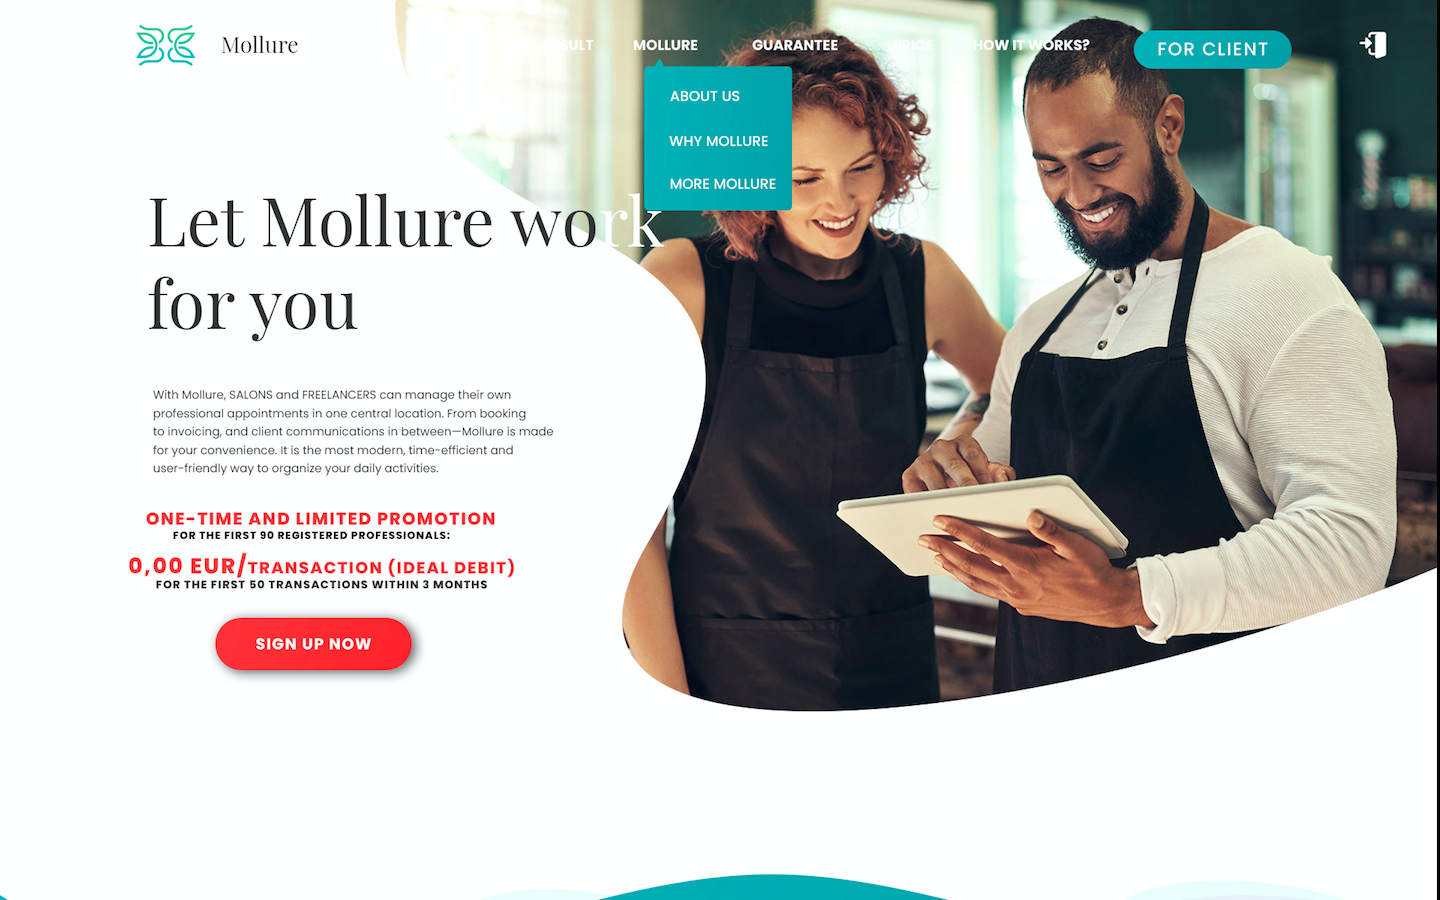 Mollure
MOLLURE
GUARANTEE
PRICE
HOW IT WORKS?
FOR CLIENT
ABOUT US
WHY MOLLURE
MORE MOLLURE
Let Mollure work
for you
With Mollure, SALONS and FREELANCERS can manage their own
professional appointments in one central location. From booking
to invoicing, and client communications in between—Mollure is made
for your convenience. It is the most modern, time-efficient and
user-friendly way to organize your daily activities.
ONE-TIME AND LIMITED PROMOTION
FOR THE FIRST 90 REGISTERED PROFESSIONALS:
0,00 EUR/TRANSACTION (IDEAL DEBIT)
FOR THE FIRST 50 TRANSACTIONS WITHIN 3 MONTHS
SIGN UP NOW